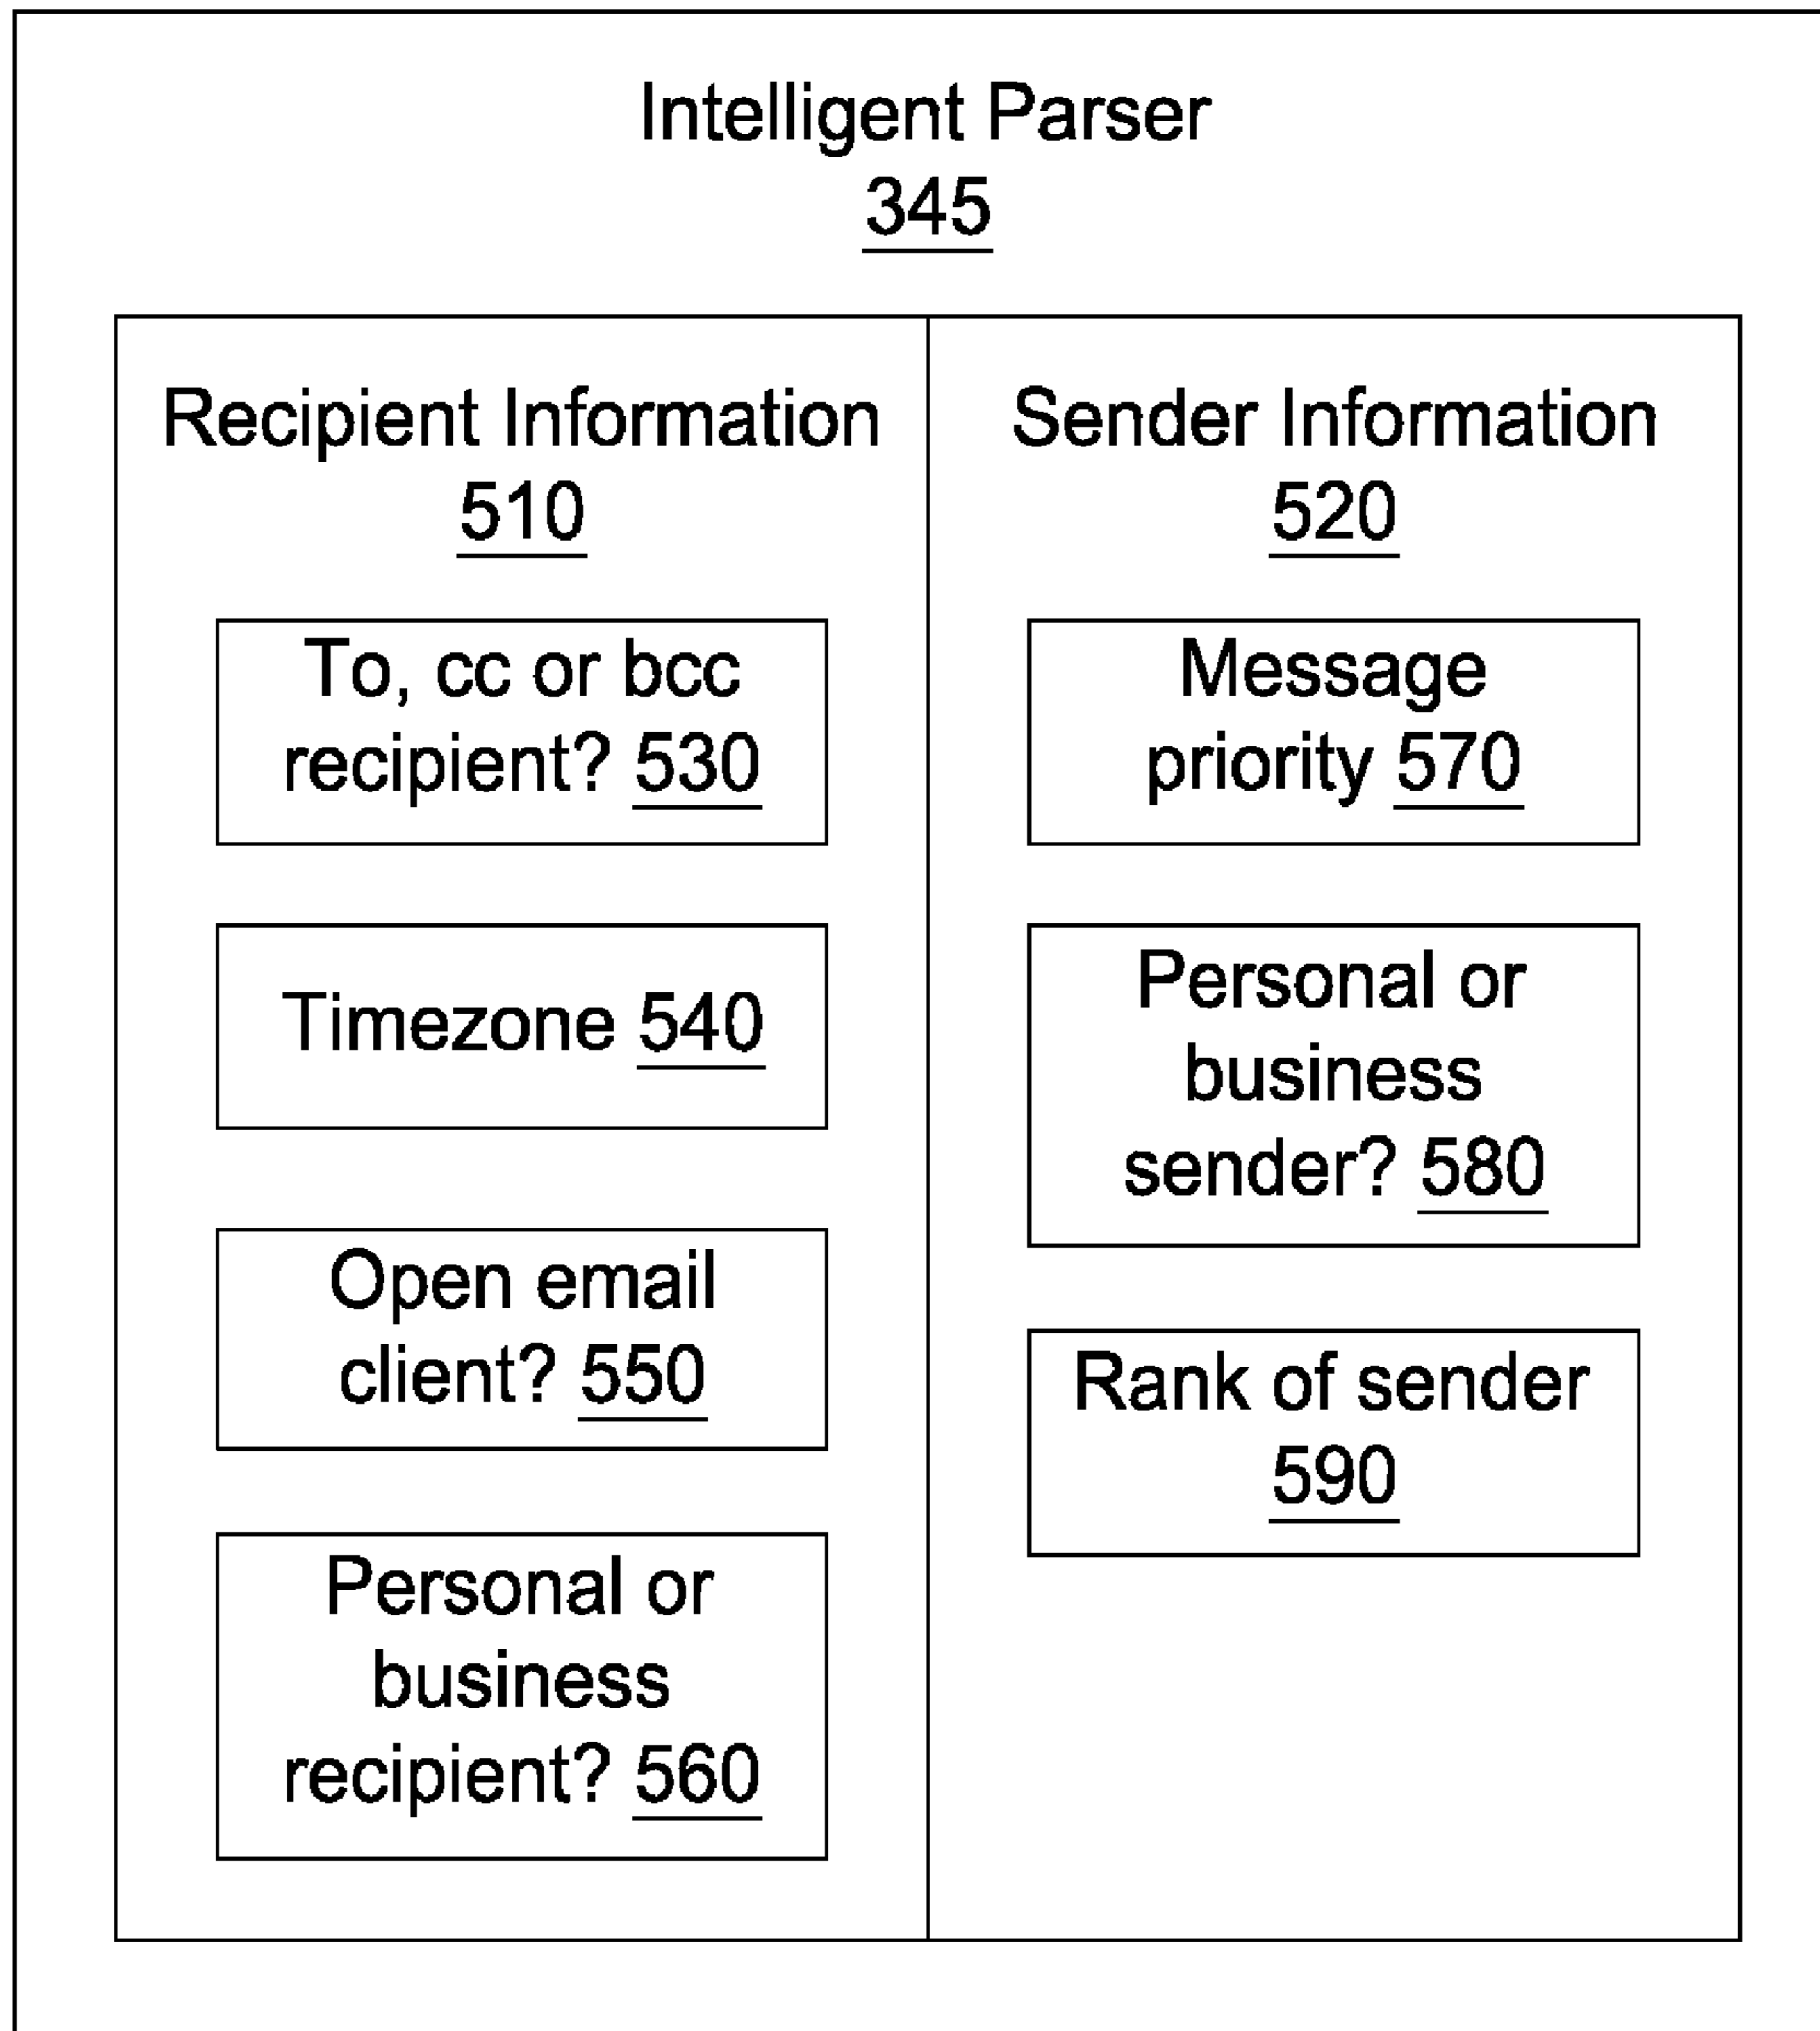 Intelligent Parser
345
Recipient Information
510
To, cc or bcc
recipient? 530
Timezone 540
Open email
client? 550
Personal or
business
recipient? 560
Sender Information
520
Message
priority 570
Personal or
business
sender? 580
Rank of sender
590